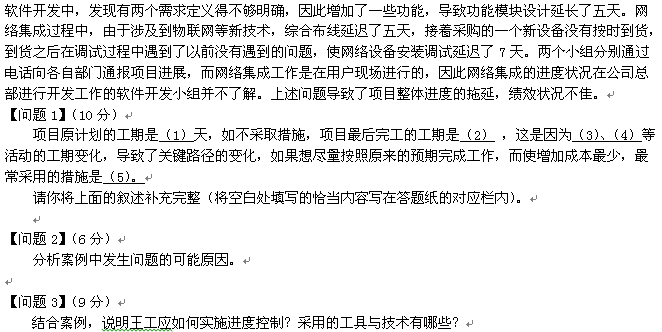 软件开发中，发现有两个需求定义得不够明确，因此增加了一些功能，导致功能模块设计延长了五天。网
络集成过程中，由于涉及到物联网等新技术，综合布线延迟了五天，接着采购的一个新设备没有按时到货，
到货之后在调试过程中遇到了以前没有遇到的问题，使网络设备安装调试延迟了 7 天。两个小组分别通过
电话向各自部门通报项目进展，而网络集成工作是在用户现场进行的，因此网络集成的进度状况在公司总
部进行开发工作的软件开发小组并不了解。上述问题导致了项目整体进度的拖延，绩效状况不佳。
【问题 1】（10 分）
项目原计划的工期是（1）天，如不采取措施，项目最后完工的工期是（2），这是因为（3）、（4）等
活动的工期变化，导致了关键路径的变化，如果想尽量按照原来的预期完成工作，而使增加成本最少，最
常采用的措施是（5）。
请你将上面的叙述补充完整（将空白处填写的恰当内容写在答题纸的对应栏内）。
【问题 2】（6 分）
分析案例中发生问题的可能原因。
【问题 3】（9 分）
结合案例，说明王工应如何实施进度控制？采用的工具与技术有哪些？